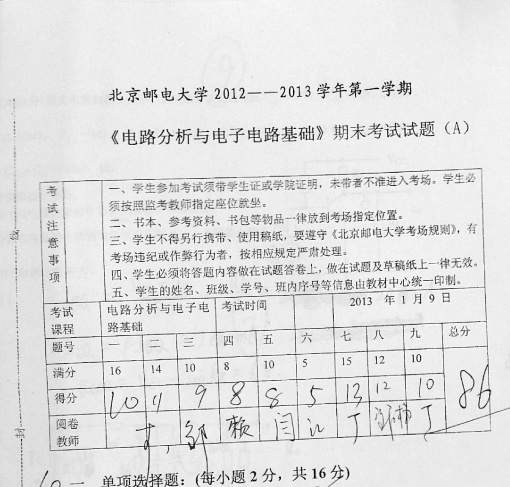 北京邮电大学 2012——2013 学年第一学期
《电路分析与电子电路基础》期末考试试题（A）
考试注意事项
一、学生参加考试须带学生证或学院证明，未带者不准进入考场。学生必
须按照监考教师指定座位就坐。
二、书本、参考资料、书包等物品一律放到考场指定位置。
三、学生不得另行携带、使用稿纸，要遵守《北京邮电大学考场规则》，有
考场违纪或作弊行为者，按相应规定严肃处理。
四、学生必须将答题内容做在试题答卷上，做在试题及草稿纸上一律无效。
五、学生的姓名、班级、学号、班内序号等信息由教材中心统一印制。
考试 电路分析与电子电 考试时间 2013 年 1 月 9 日
课程 路基础
题号 一 二 三 四 五 六 七 八 九 总分
满分 16 14 10 8 10 5 15 12 10
得分 10 9 8 8 5 13 12 10 86
阅卷
教师 赖 闫
一、单项选择题：(每小题 2 分，共 16 分)
封